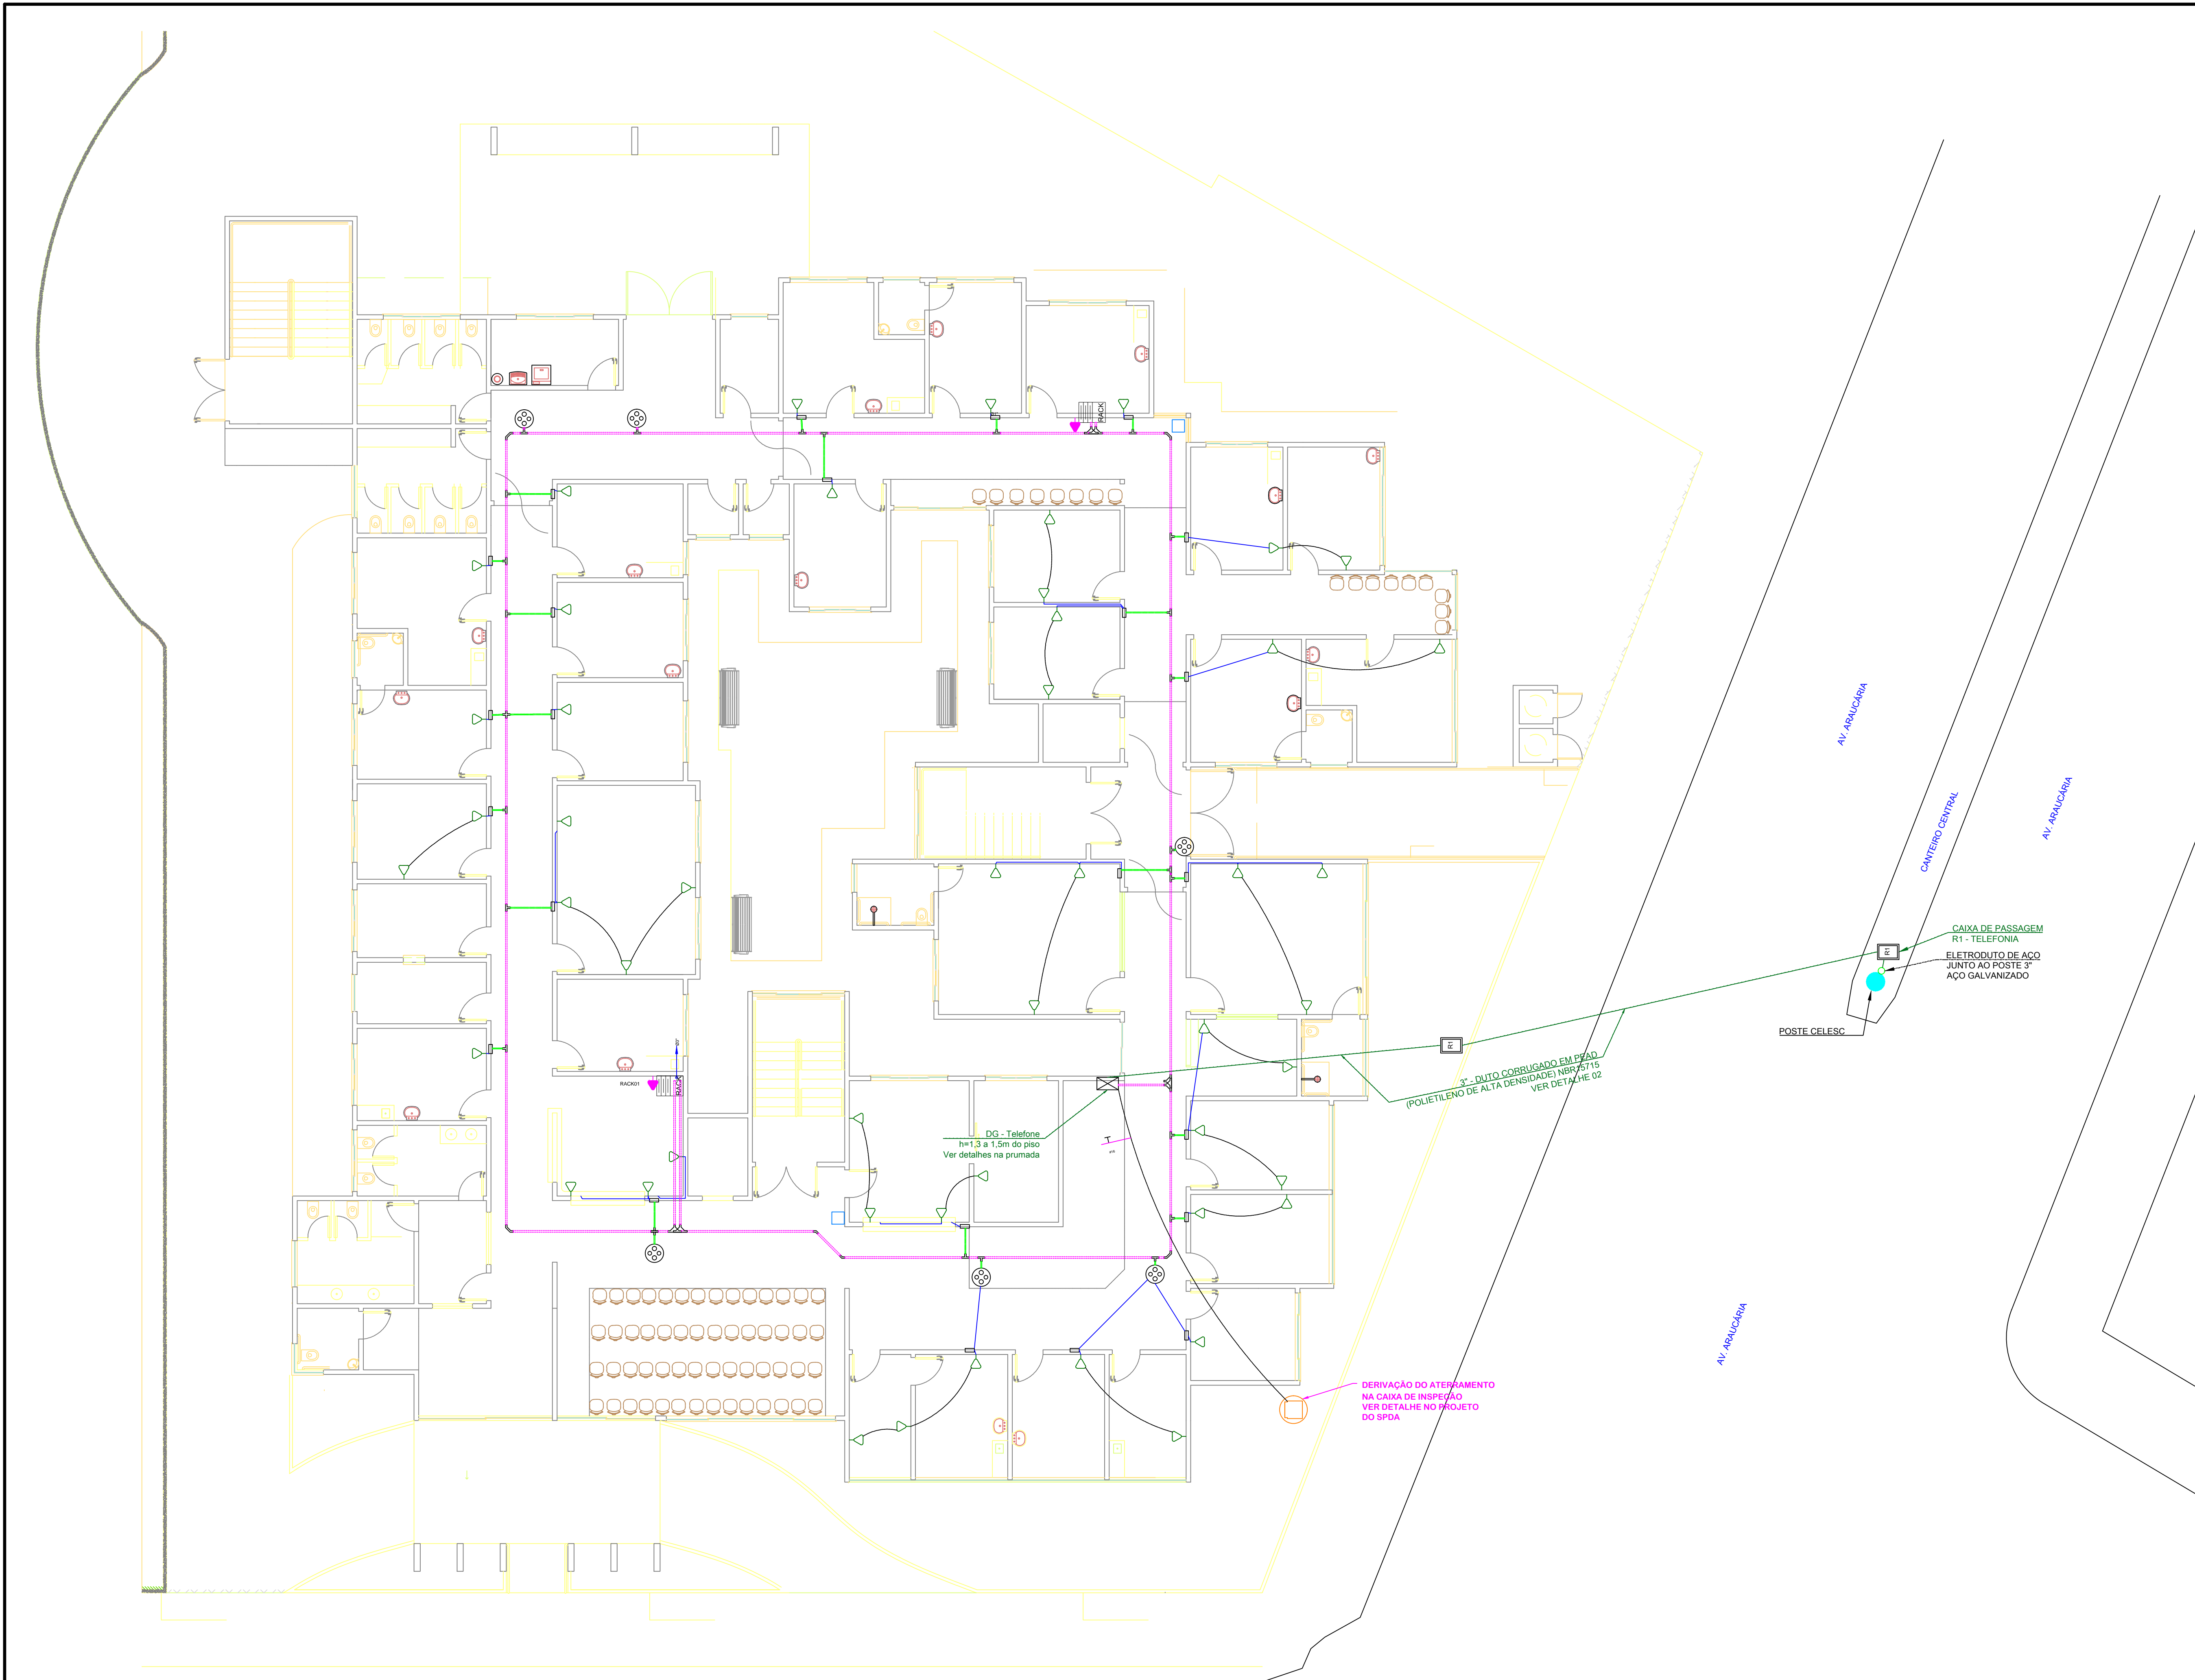 RACK
AV. ARAUCÁRIA
CANTEIRO CENTRAL
AV. ARAUCÁRIA
R1
CAIXA DE PASSAGEM
R1 - TELEFONIA
ELETRODUTO DE AÇO
JUNTO AO POSTE 3"
AÇO GALVANIZADO
POSTE CELESC
R1
3" - DUTO CORRUGADO EM PEAD
(POLIETILENO DE ALTA DENSIDADE) NBR15715
VER DETALHE 02
RACK01
RACK
DG - Telefone
h=1,3 a 1,5m do piso
Ver detalhes na prumada
AV. ARAUCÁRIA
DERIVAÇÃO DO ATERRAMENTO
NA CAIXA DE INSPEÇÃO
VER DETALHE NO PROJETO
DO SPDA